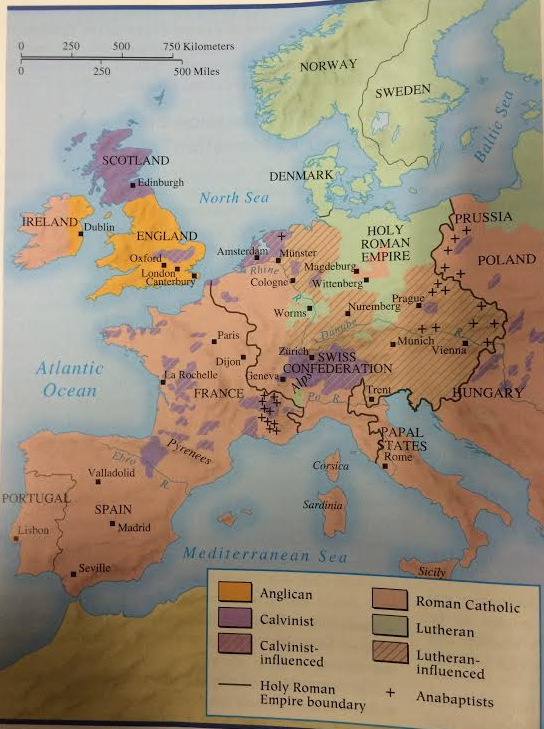 0 250 500 750 Kilometers
0 250 500 Miles
NORWAY
SWEDEN
Baltic Sea
SCOTLAND
Edinburgh
DENMARK
North Sea
IRELAND
Dublin
ENGLAND
Oxford
London
Canterbury
PRUSSIA
HOLY
ROMAN
EMPIRE
POLAND
Amsterdam
Münster
Rhine
Magdeburg
Cologne
Wittenberg
Prague
R.
Worms
Nuremberg
Danube
R.
Paris
Munich
Vienna
Dijon
Zürich
SWISS
CONFEDERATION
Geneva
Alps
Atlantic
Ocean
La Rochelle
FRANCE
Po R.
Trent
HUNGARY
PAPAL
STATES
Rome
Pyrenees
Ebro
R.
Corsica
Valladolid
PORTUGAL
SPAIN
Madrid
Lisbon
Sardinia
Mediterranean Sea
Seville
Sicily
Anglican
Calvinist
Calvinist-
influenced
Holy Roman
Empire boundary
Roman Catholic
Lutheran
Lutheran-
influenced
Anabaptists